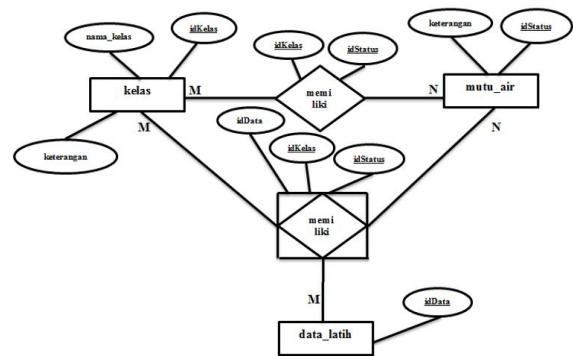 nama_kelas
idKelas
idKelas
idStatus
keterangan
idStatus
kelas
M
memi
liki
N
mutu_air
M
idData
idKelas
idStatus
N
keterangan
memi
liki
M
idData
data_latih